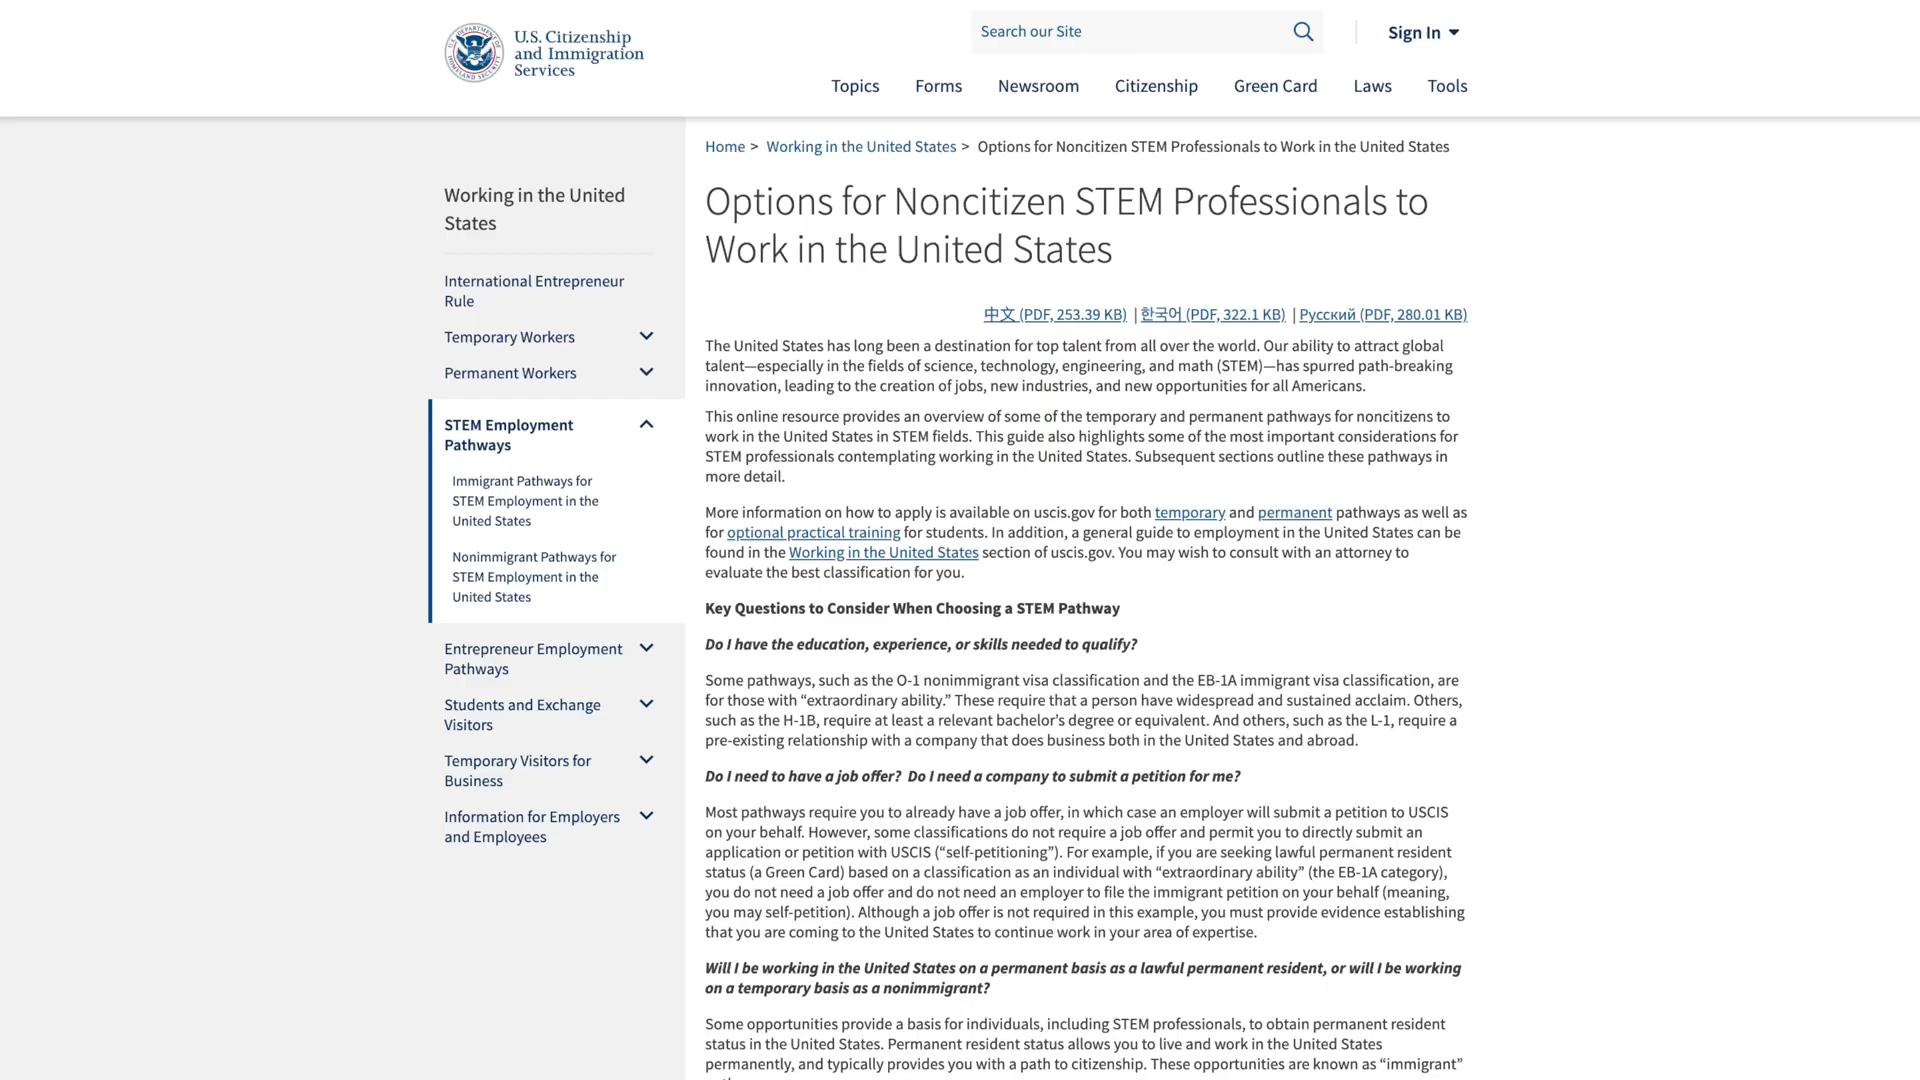 U.S. Citizenship
and Immigration
Services
Search our Site
Sign In
Topics
Forms
Newsroom
Citizenship
Green Card
Laws
Tools
Home > Working in the United States > Options for Noncitizen STEM Professionals to Work in the United States
Working in the United
States
International Entrepreneur
Rule
Temporary Workers
Permanent Workers
STEM Employment
Pathways
Immigrant Pathways for
STEM Employment in the
United States
Nonimmigrant Pathways for
STEM Employment in the
United States
Entrepreneur Employment
Pathways
Students and Exchange
Visitors
Temporary Visitors for
Business
Information for Employers
and Employees
Options for Noncitizen STEM Professionals to
Work in the United States
中文 (PDF, 253.39 KB) | 한국어 (PDF, 322.1 KB) | Русский (PDF, 280.01 KB)
The United States has long been a destination for top talent from all over the world. Our ability to attract global
talent—especially in the fields of science, technology, engineering, and math (STEM)—has spurred path-breaking
innovation, leading to the creation of jobs, new industries, and new opportunities for all Americans.
This online resource provides an overview of some of the temporary and permanent pathways for noncitizens to
work in the United States in STEM fields. This guide also highlights some of the most important considerations for
STEM professionals contemplating working in the United States. Subsequent sections outline these pathways in
more detail.
More information on how to apply is available on uscis.gov for both temporary and permanent pathways as well as
for optional practical training for students. In addition, a general guide to employment in the United States can be
found in the Working in the United States section of uscis.gov. You may wish to consult with an attorney to
evaluate the best classification for you.
Key Questions to Consider When Choosing a STEM Pathway
Do I have the education, experience, or skills needed to qualify?
Some pathways, such as the O-1 nonimmigrant visa classification and the EB-1A immigrant visa classification, are
for those with “extraordinary ability.” These require that a person have widespread and sustained acclaim. Others,
such as the H-1B, require at least a relevant bachelor’s degree or equivalent. And others, such as the L-1, require a
pre-existing relationship with a company that does business both in the United States and abroad.
Do I need to have a job offer? Do I need a company to submit a petition for me?
Most pathways require you to already have a job offer, in which case an employer will submit a petition to USCIS
on your behalf. However, some classifications do not require a job offer and permit you to directly submit an
application or petition with USCIS (“self-petitioning”). For example, if you are seeking lawful permanent resident
status (a Green Card) based on a classification as an individual with “extraordinary ability” (the EB-1A category),
you do not need a job offer and do not need an employer to file the immigrant petition on your behalf (meaning,
you may self-petition). Although a job offer is not required in this example, you must provide evidence establishing
that you are coming to the United States to continue work in your area of expertise.
Will I be working in the United States on a permanent basis as a lawful permanent resident, or will I be working
on a temporary basis as a nonimmigrant?
Some opportunities provide a basis for individuals, including STEM professionals, to obtain permanent resident
status in the United States. Permanent resident status allows you to live and work in the United States
permanently, and typically provides you with a path to citizenship. These opportunities are known as “immigrant”